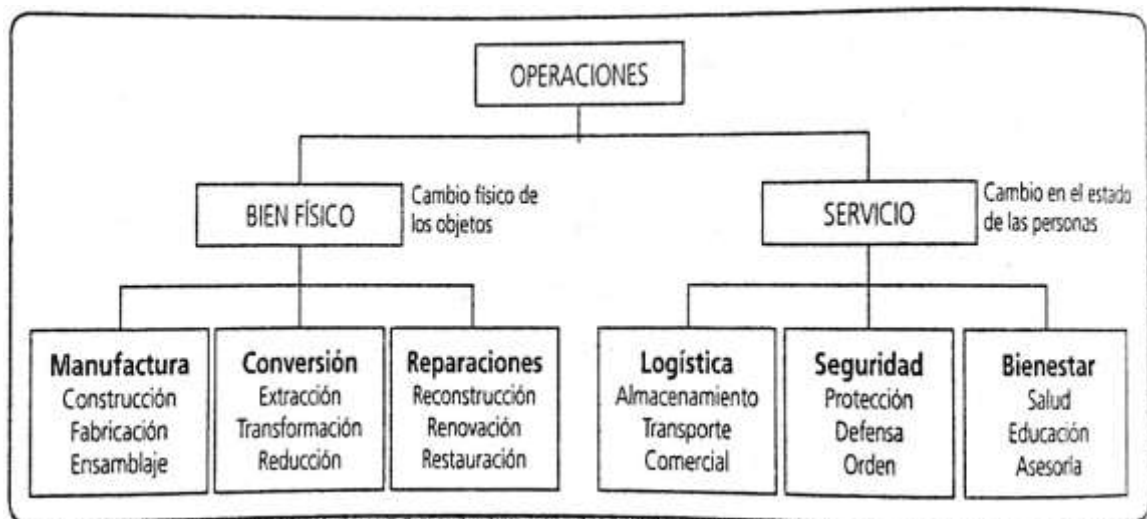 OPERACIONES
BIEN FÍSICO
Cambio físico de
los objetos
SERVICIO
Cambio en el estado
de las personas
Manufactura
Construcción
Fabricación
Ensamblaje
Conversión
Extracción
Transformación
Reducción
Reparaciones
Reconstrucción
Renovación
Restauración
Logística
Almacenamiento
Transporte
Comercial
Seguridad
Protección
Defensa
Orden
Bienestar
Salud
Educación
Asesoría